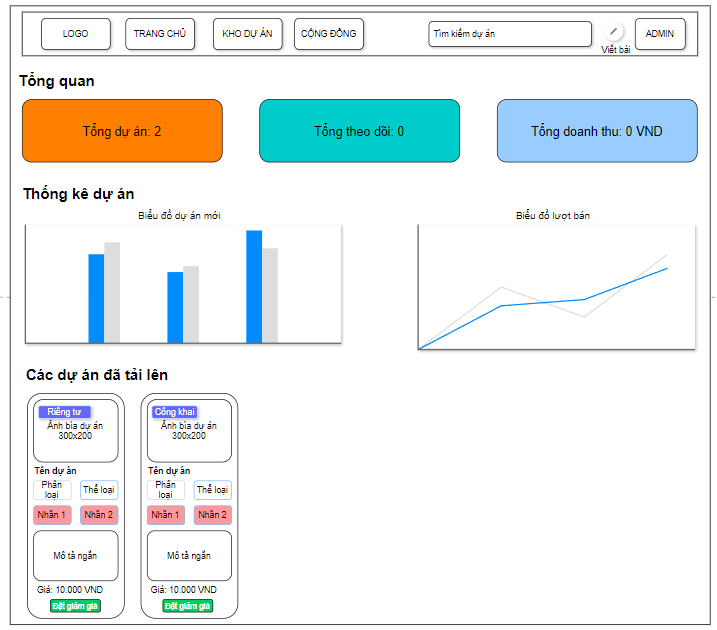 LOGO
TRANG CHỦ
KHO DỰ ÁN
CỘNG ĐỒNG
Tìm kiếm dự án
Viết bài
ADMIN
Tổng quan
Tổng dự án: 2
Tổng theo dõi: 0
Tổng doanh thu: 0 VND
Thống kê dự án
Biểu đồ dự án mới
Biểu đồ lượt bán
Các dự án đã tải lên
Riêng tư
Ảnh bìa dự án
300x200
Tên dự án
Phân
loại
Thể loại
Nhãn 1
Nhãn 2
Mô tả ngắn
Giá: 10.000 VND
Đặt giảm giá
Công khai
Ảnh bìa dự án
300x200
Tên dự án
Phân
loại
Thể loại
Nhãn 1
Nhãn 2
Mô tả ngắn
Giá: 10.000 VND
Đặt giảm giá